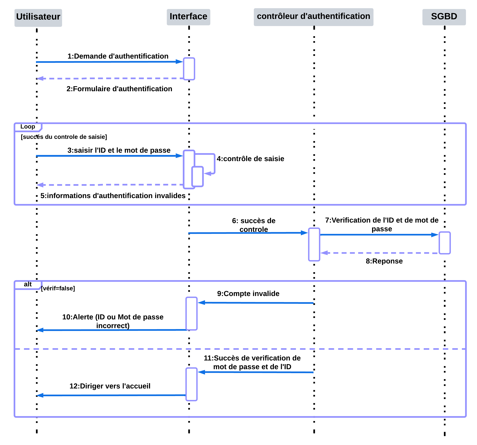 Utilisateur
Interface
contrôleur d'authentification
SGBD
1:Demande d'authentification
2:Formulaire d'authentification
Loop
[succès du controle de saisie]
3:saisir l'ID et le mot de passe
4:contrôle de saisie
5:informations d'authentification invalides
6: succès de
controle
7:Verification de l'ID et de mot de
passe
8:Reponse
alt
[vérif=false]
9:Compte invalide
10:Alerte (ID ou Mot de passe
incorrect)
11:Succès de verification de
mot de passe et de l'ID
12:Diriger vers l'accueil